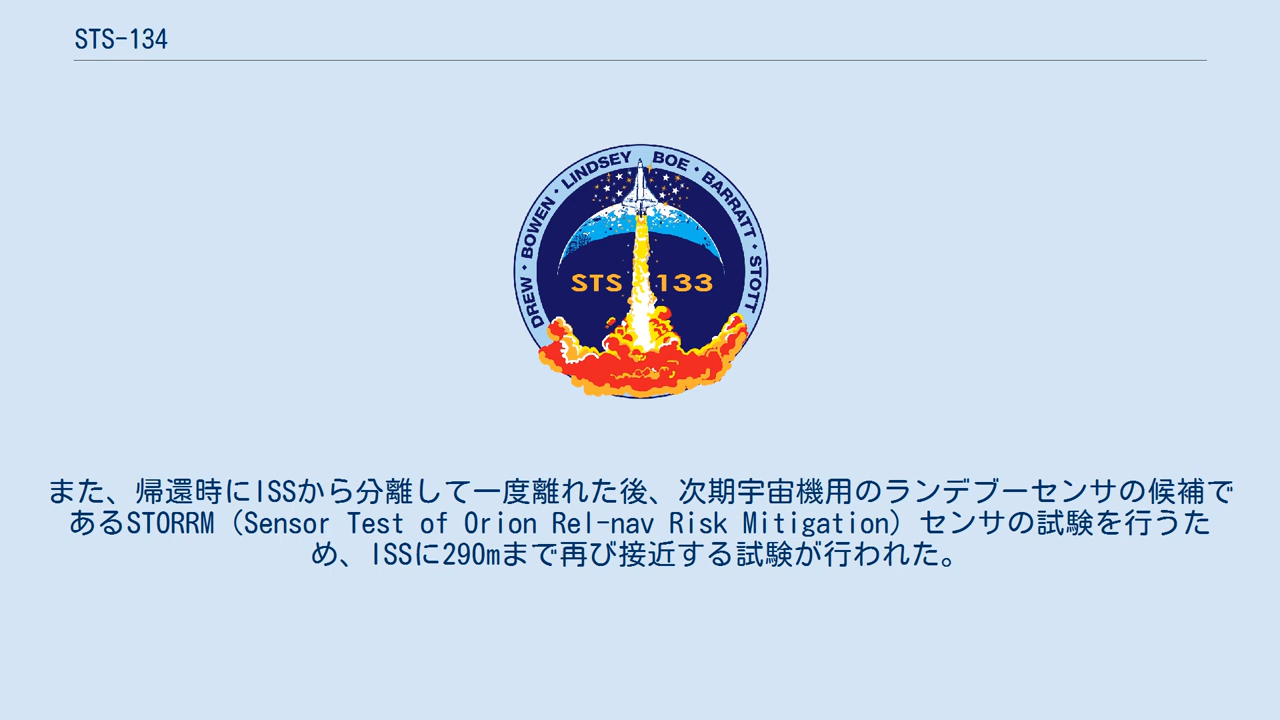 STS-134
DREW · BOWEN · LINDSEY BOE · BARRATT · STOTT
STS 133
また、帰還時にISSから分離して一度離れた後、次期宇宙機用のランデブーセンサの候補で
あるSTORRM（Sensor Test of Orion Rel-nav Risk Mitigation）センサの試験を行うた
め、ISSに290mまで再び接近する試験が行われた。